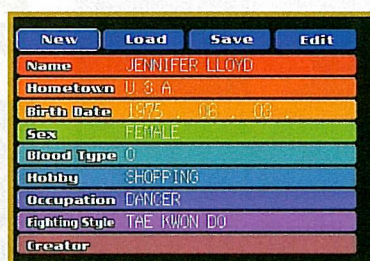 New Load Save Edit
Name JENNIFER LLOYD
Hometown U S A
Birth Date 1975 . 06 . 03 .
Sex FEMALE
Blood Type O
Hobby SHOPPING
Occupation DANCER
Fighting Style TAE KWON DO
Creator